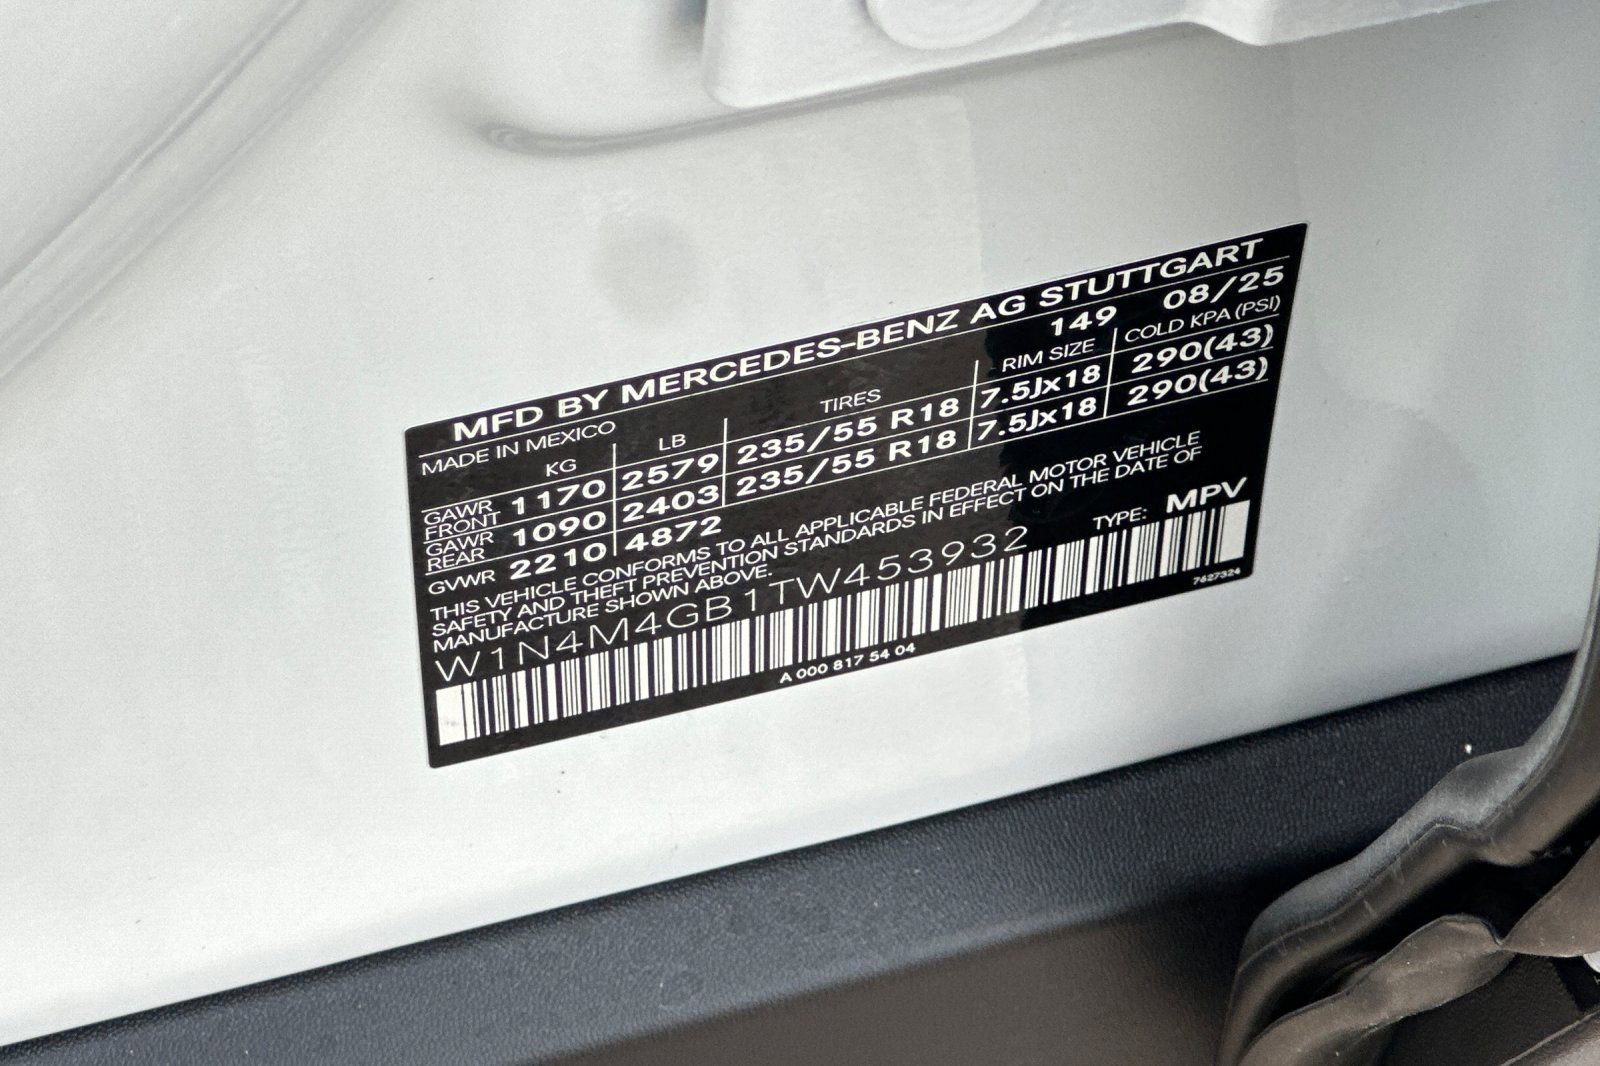 MFD BY MERCEDES-BENZ AG STUTTGART
MADE IN MEXICO 149 08/25
KG LB TIRES RIM SIZE COLD KPA (PSI)
GAWR FRONT 1170 2579 235/55 R18 7.5Jx18 290(43)
GAWR REAR 1090 2403 235/55 R18 7.5Jx18 290(43)
GVWR 2210 4872
THIS VEHICLE CONFORMS TO ALL APPLICABLE FEDERAL MOTOR VEHICLE
SAFETY AND THEFT PREVENTION STANDARDS IN EFFECT ON THE DATE OF
MANUFACTURE SHOWN ABOVE.
W1N4M4GB1TW453932 TYPE: MPV
A 000 817 54 04 7627324